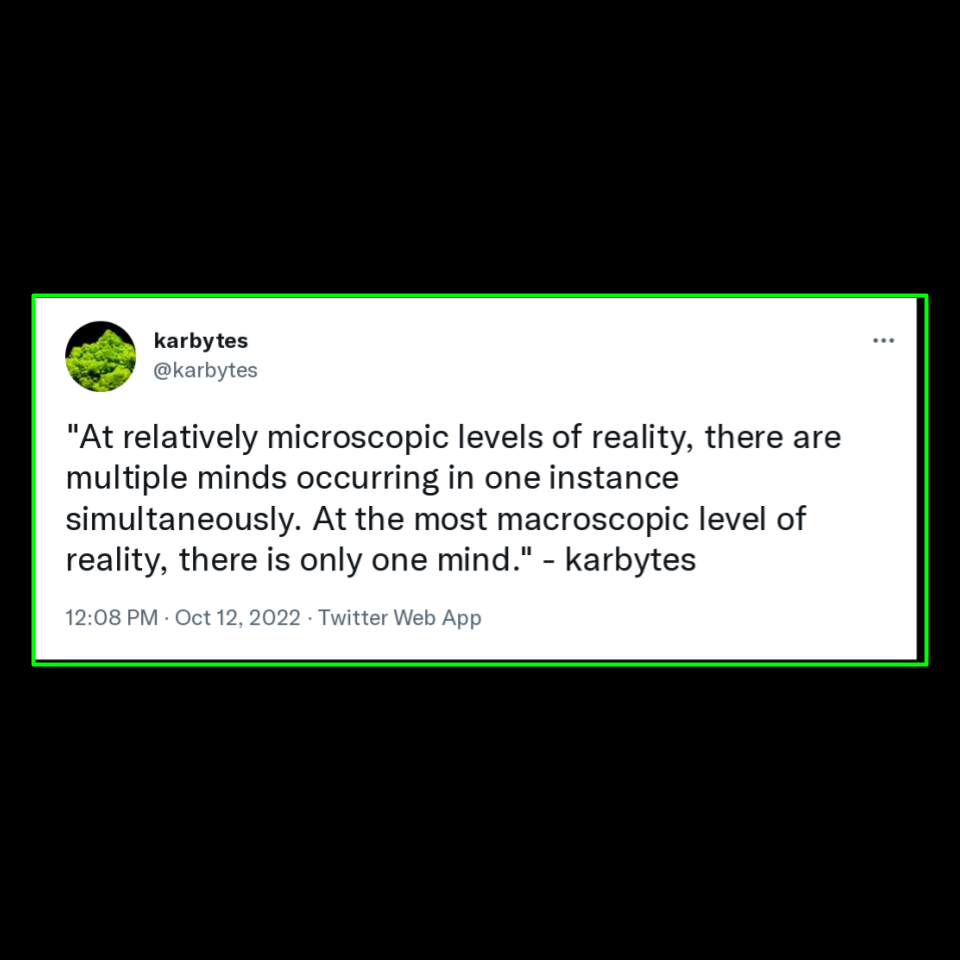 karbytes
@karbytes
"At relatively microscopic levels of reality, there are
multiple minds occurring in one instance
simultaneously. At the most macroscopic level of
reality, there is only one mind." - karbytes
12:08 PM · Oct 12, 2022 · Twitter Web App